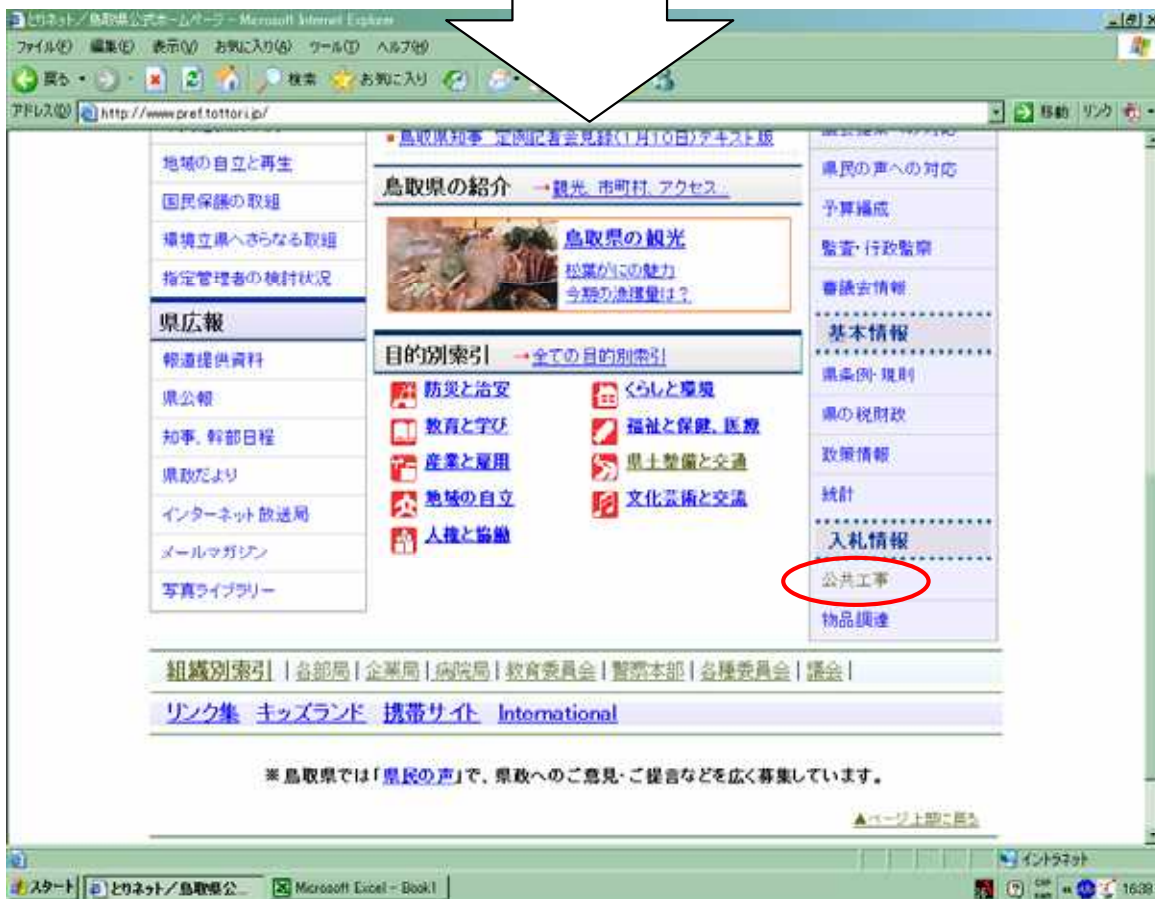 とりネット／鳥取県公式ホームページ - Microsoft Internet Explorer
ファイル(F) 編集(E) 表示(V) お気に入り(A) ツール(T) ヘルプ(H)
戻る 検索 お気に入り
アドレス(D) http://www.pref.tottori.jp/ 移動 リンク
地域の自立と再生
国民保護の取組
環境立県へさらなる取組
指定管理者の検討状況
県広報
報道提供資料
県公報
知事、幹部日程
県政だより
インターネット放送局
メールマガジン
写真ライブラリー
鳥取県知事 定例記者会見録(1月10日)テキスト版
鳥取県の紹介 →観光、市町村、アクセス...
鳥取県の観光
松葉がにの魅力
今期の漁獲量は？
目的別索引 →全ての目的別索引
防災と治安 くらしと環境
教育と学び 福祉と保健、医療
産業と雇用 県土整備と交通
地域の自立 文化芸術と交流
人権と協働
県民の声への対応
予算編成
監査・行政監察
審議会情報
基本情報
県条例・規則
県の税財政
政策情報
統計
入札情報
公共工事
物品調達
組織別索引 | 各部局 | 企業局 | 病院局 | 教育委員会 | 警察本部 | 各種委員会 | 議会 |
リンク集 キッズランド 携帯サイト International
※鳥取県では「県民の声」で、県政へのご意見・ご提言などを広く募集しています。
▲ページ上部に戻る
イントラネット
スタート とりネット／鳥取県公... Microsoft Excel - Book1 16:38